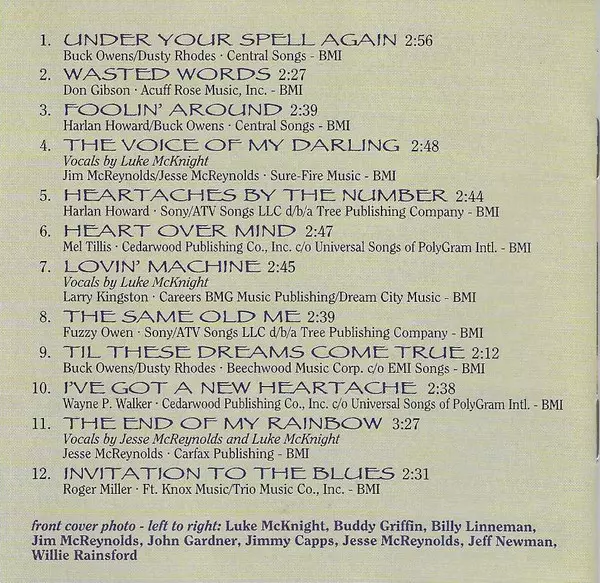 1. UNDER YOUR SPELL AGAIN 2:56
Buck Owens/Dusty Rhodes · Central Songs - BMI
2. WASTED WORDS 2:27
Don Gibson · Acuff Rose Music, Inc. - BMI
3. FOOLIN' AROUND 2:39
Harlan Howard/Buck Owens · Central Songs - BMI
4. THE VOICE OF MY DARLING 2:48
Vocals by Luke McKnight
Jim McReynolds/Jesse McReynolds · Sure-Fire Music - BMI
5. HEARTACHES BY THE NUMBER 2:44
Harlan Howard · Sony/ATV Songs LLC d/b/a Tree Publishing Company - BMI
6. HEART OVER MIND 2:47
Mel Tillis · Cedarwood Publishing Co., Inc. c/o Universal Songs of PolyGram Intl. - BMI
7. LOVIN' MACHINE 2:45
Vocals by Luke McKnight
Larry Kingston · Careers BMG Music Publishing/Dream City Music - BMI
8. THE SAME OLD ME 2:39
Fuzzy Owen · Sony/ATV Songs LLC d/b/a Tree Publishing Company - BMI
9. TIL THESE DREAMS COME TRUE 2:12
Buck Owens/Dusty Rhodes · Beechwood Music Corp. c/o EMI Songs - BMI
10. I'VE GOT A NEW HEARTACHE 2:38
Wayne P. Walker · Cedarwood Publishing Co., Inc. c/o Universal Songs of PolyGram Intl. - BMI
11. THE END OF MY RAINBOW 3:27
Vocals by Jesse McReynolds and Luke McKnight
Jesse McReynolds · Carfax Publishing - BMI
12. INVITATION TO THE BLUES 2:31
Roger Miller · Ft. Knox Music/Trio Music Co., Inc. - BMI
front cover photo - left to right: Luke McKnight, Buddy Griffin, Billy Linneman,
Jim McReynolds, John Gardner, Jimmy Capps, Jesse McReynolds, Jeff Newman,
Willie Rainsford